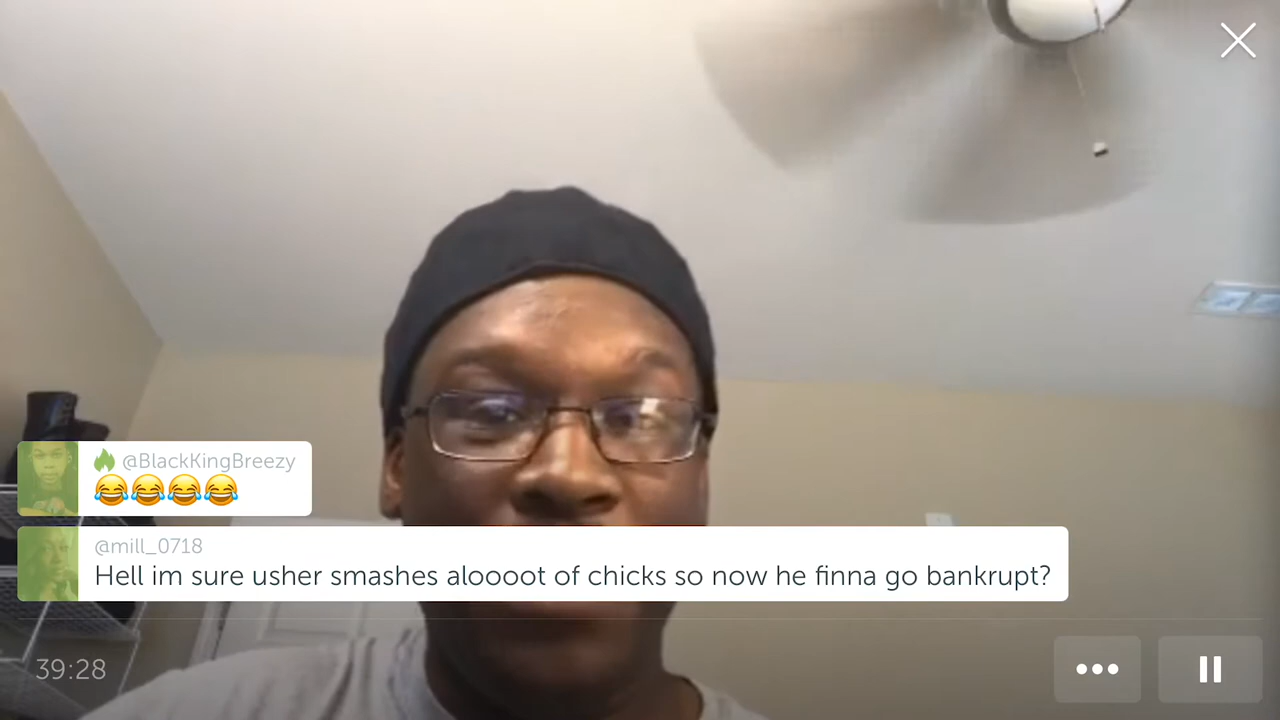 @BlackKingBreezy
😂😂😂😂
@mill_0718
Hell im sure usher smashes aloooot of chicks so now he finna go bankrupt?
39:28